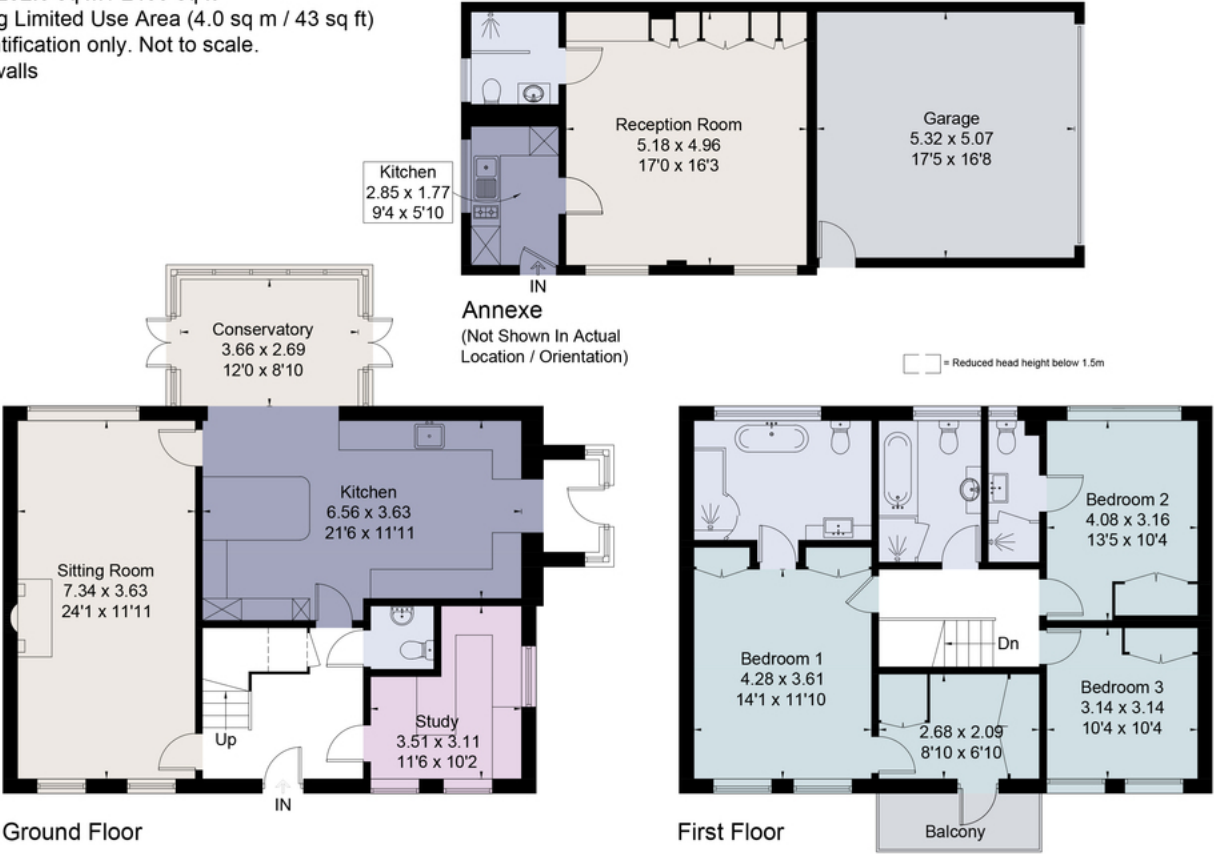 g Limited Use Area (4.0 sq m / 43 sq ft)
ntification only. Not to scale.
walls
Reception Room
5.18 x 4.96
17'0 x 16'3
Garage
5.32 x 5.07
17'5 x 16'8
Kitchen
2.85 x 1.77
9'4 x 5'10
IN
Annexe
(Not Shown In Actual
Location / Orientation)
= Reduced head height below 1.5m
Conservatory
3.66 x 2.69
12'0 x 8'10
Kitchen
6.56 x 3.63
21'6 x 11'11
Sitting Room
7.34 x 3.63
24'1 x 11'11
Up
Study
3.51 x 3.11
11'6 x 10'2
IN
Ground Floor
Bedroom 2
4.08 x 3.16
13'5 x 10'4
Dn
Bedroom 1
4.28 x 3.61
14'1 x 11'10
Bedroom 3
3.14 x 3.14
10'4 x 10'4
2.68 x 2.09
8'10 x 6'10
Balcony
First Floor